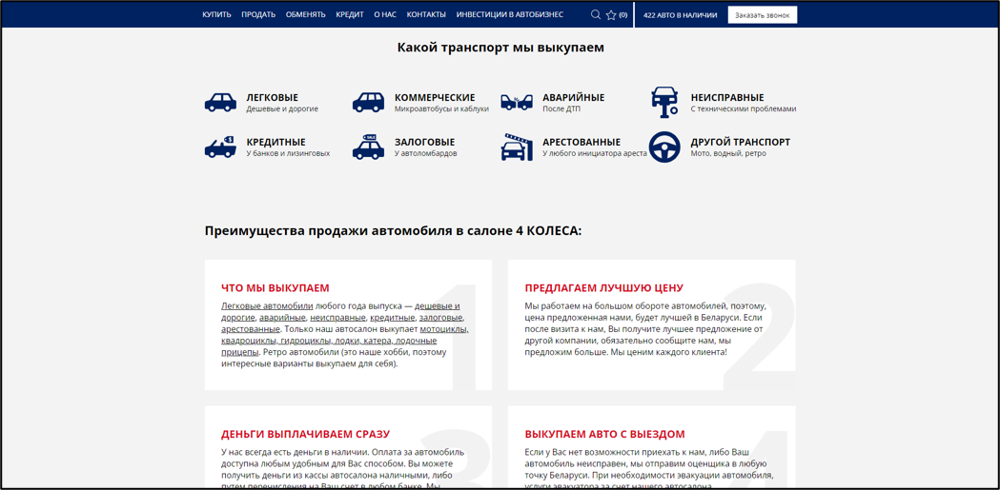 КУПИТЬ ПРОДАТЬ ОБМЕНЯТЬ КРЕДИТ О НАС КОНТАКТЫ ИНВЕСТИЦИИ В АВТОБИЗНЕС (0) 422 АВТО В НАЛИЧИИ Заказать звонок
Какой транспорт мы выкупаем
ЛЕГКОВЫЕ
Дешевые и дорогие
КОММЕРЧЕСКИЕ
Микроавтобусы и каблуки
АВАРИЙНЫЕ
После ДТП
НЕИСПРАВНЫЕ
С техническими проблемами
КРЕДИТНЫЕ
У банков и лизинговых
SALE
ЗАЛОГОВЫЕ
У автоломбардов
АРЕСТОВАННЫЕ
У любого инициатора ареста
ДРУГОЙ ТРАНСПОРТ
Мото, водный, ретро
Преимущества продажи автомобиля в салоне 4 КОЛЕСА:
1
ЧТО МЫ ВЫКУПАЕМ
Легковые автомобили любого года выпуска — дешевые и
дорогие, аварийные, неисправные, кредитные, залоговые,
арестованные. Только наш автосалон выкупает мотоциклы,
квадроциклы, гидроциклы, лодки, катера, лодочные
прицепы. Ретро автомобили (это наше хобби, поэтому
интересные варианты выкупаем для себя).
2
ПРЕДЛАГАЕМ ЛУЧШУЮ ЦЕНУ
Мы работаем на большом обороте автомобилей, поэтому,
цена предложенная нами, будет лучшей в Беларуси. Если
после визита к нам, Вы получите лучшее предложение от
другой компании, обязательно сообщите нам, мы
предложим больше. Мы ценим каждого клиента!
3
ДЕНЬГИ ВЫПЛАЧИВАЕМ СРАЗУ
У нас всегда есть деньги в наличии. Оплата за автомобиль
доступна любым удобным для Вас способом. Вы можете
получить деньги из кассы автосалона наличными, либо
путем перечисления на Ваш счет в любом банке. Мы
4
ВЫКУПАЕМ АВТО С ВЫЕЗДОМ
Если у Вас нет возможности приехать к нам, либо Ваш
автомобиль неисправен, мы отправим оценщика в любую
точку Беларуси. При необходимости эвакуации автомобиля,
услуги эвакуатора за счет нашего автосалона.